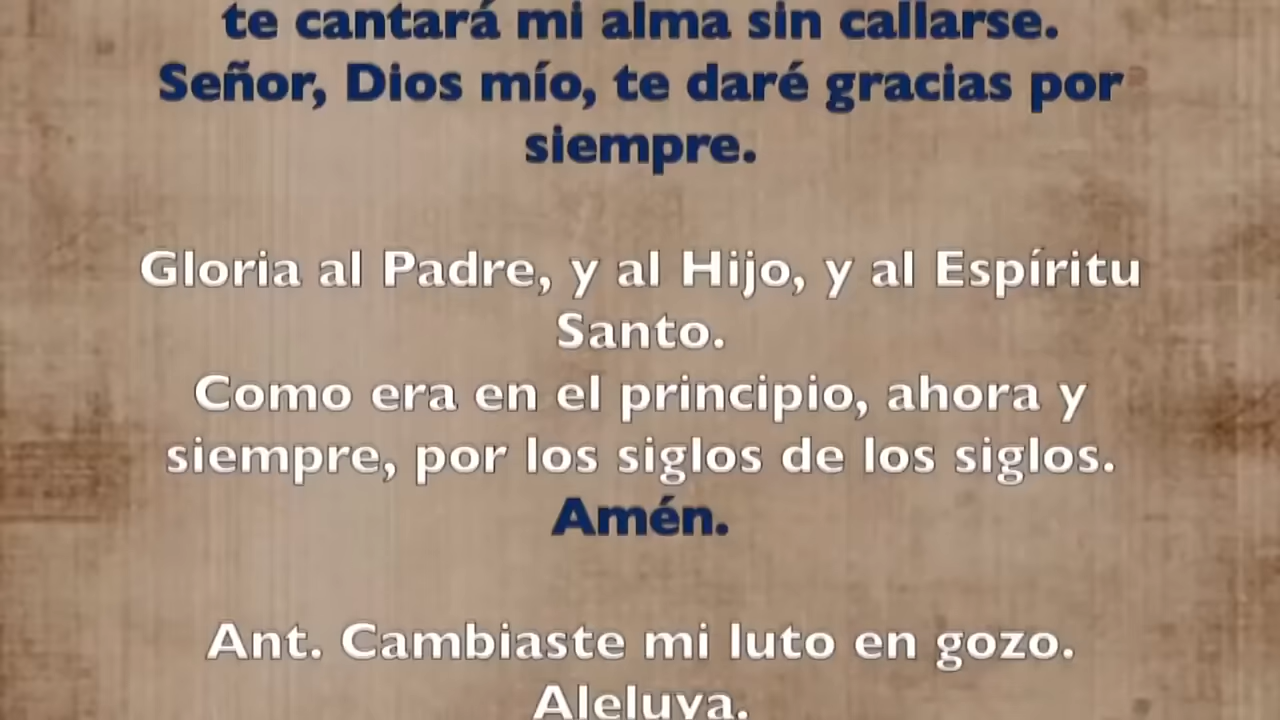 te cantará mi alma sin callarse.
Señor, Dios mío, te daré gracias por
siempre.
Gloria al Padre, y al Hijo, y al Espíritu
Santo.
Como era en el principio, ahora y
siempre, por los siglos de los siglos.
Amén.
Ant. Cambiaste mi luto en gozo.
Aleluya.